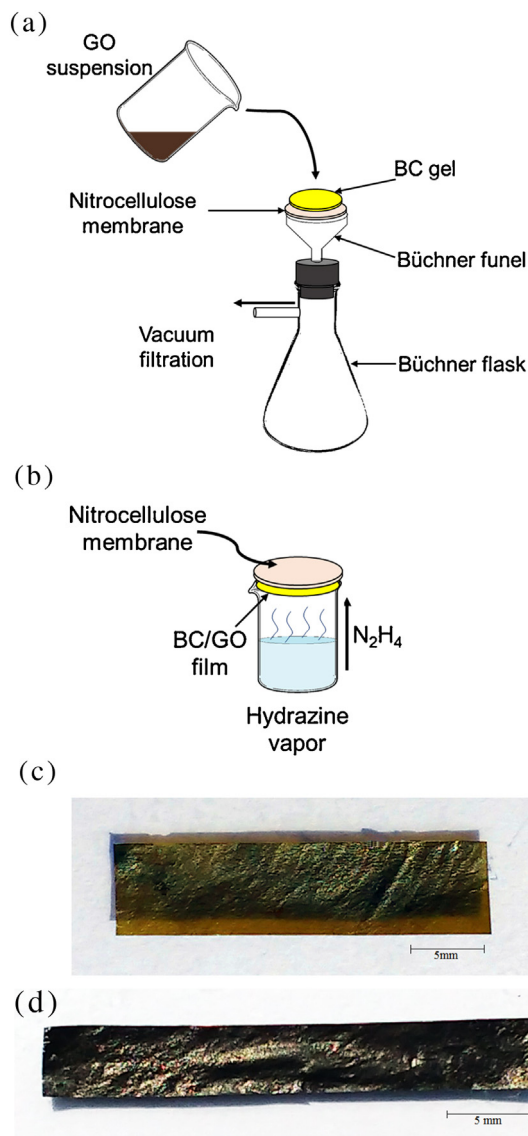 (a)
GO
suspension
BC gel
Nitrocellulose
membrane
Büchner funel
Vacuum
filtration
Büchner flask
(b)
Nitrocellulose
membrane
BC/GO
film
N₂H₄
Hydrazine
vapor
(c)
5mm
(d)
5 mm